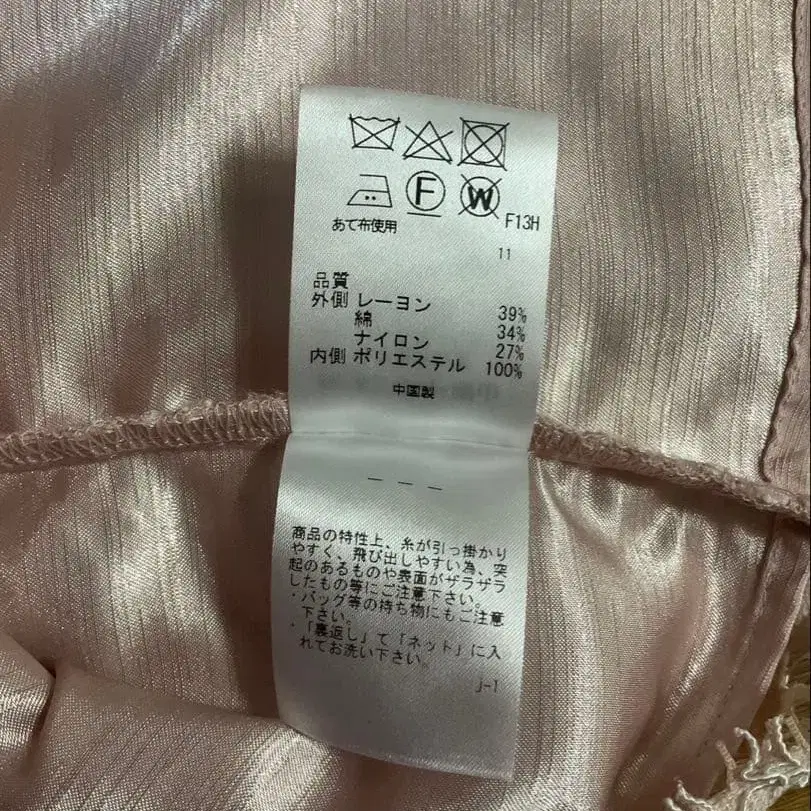 F
W
F13H
あて布使用
11
品質
外側 レーヨン 39%
綿 34%
ナイロン 27%
内側 ポリエステル 100%
中国製
— — —
商品の特性上、糸が引っ掛かり
やすく、飛び出しやすい為、突
起のあるものや表面がザラザラ
したもの等にご注意下さい。
・バッグ等の持ち物にもご注意
下さい。
・「裏返し」て「ネット」に入
れてお洗い下さい。
J-1